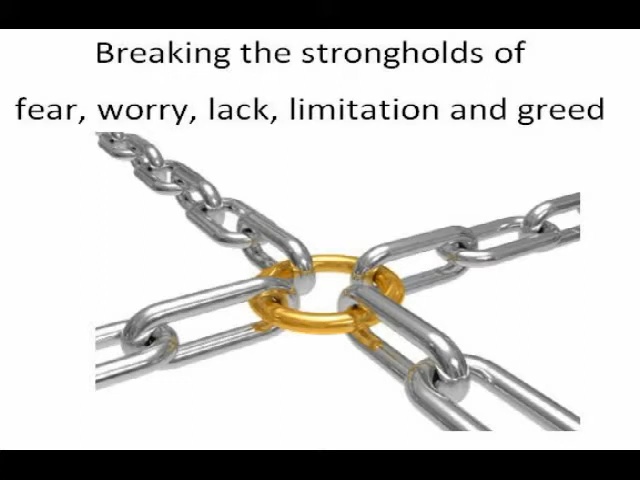 Breaking the strongholds of
fear, worry, lack, limitation and greed